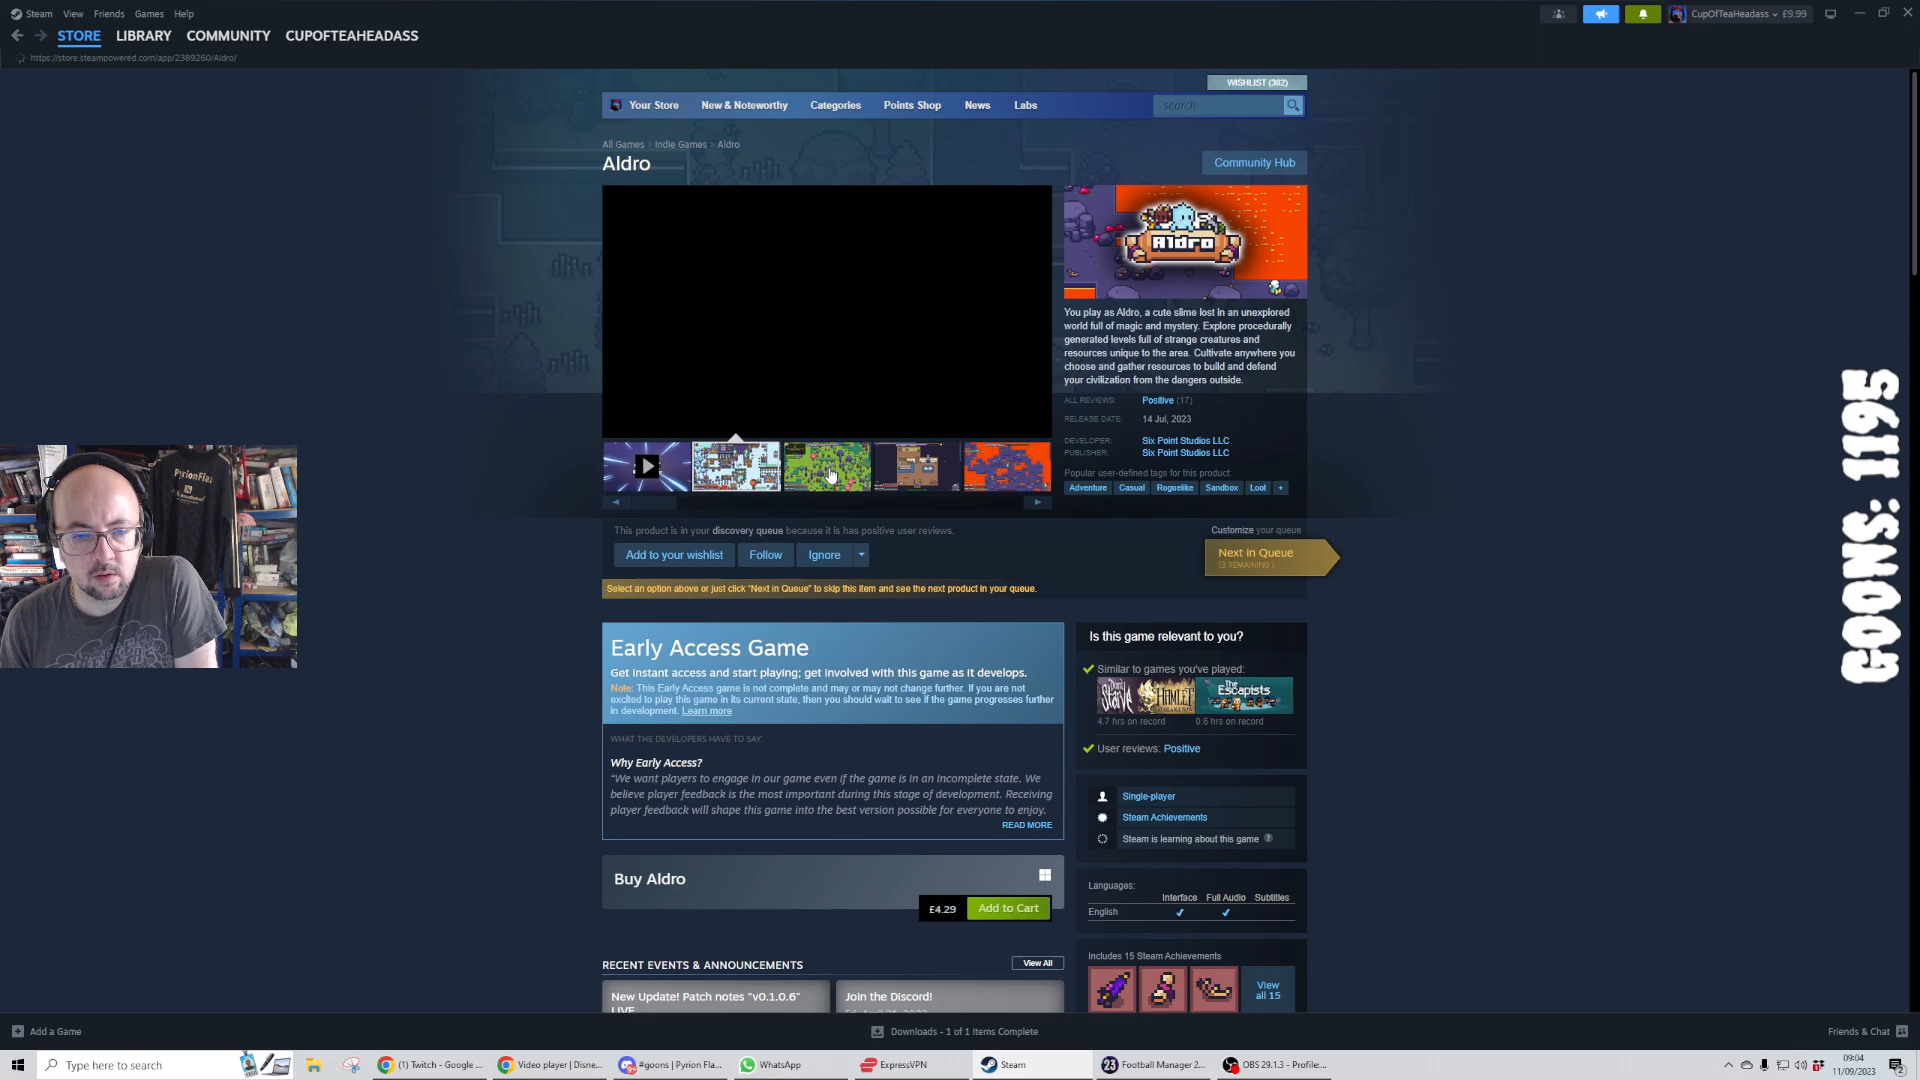 Steam View Friends Games Help
CupOfTeaHeadass £9.99
STORE LIBRARY COMMUNITY CUPOFTEAHEADASS
https://store.steampowered.com/app/2389260/Aldro/
WISHLIST (302)
Your Store New & Noteworthy Categories Points Shop News Labs
search
All Games > Indie Games > Aldro
Aldro
Community Hub
Aldro
You play as Aldro, a cute slime lost in an unexplored
world full of magic and mystery. Explore procedurally
generated levels full of strange creatures and
resources unique to the area. Cultivate anywhere you
choose and gather resources to build and defend
your civilization from the dangers outside.
ALL REVIEWS: Positive (17)
RELEASE DATE: 14 Jul, 2023
DEVELOPER: Six Point Studios LLC
PUBLISHER: Six Point Studios LLC
Popular user-defined tags for this product:
Adventure Casual Roguelike Sandbox Loot +
This product is in your discovery queue because it is has positive user reviews.
Customize your queue
Add to your wishlist Follow Ignore
Next in Queue
(3 REMAINING )
Select an option above or just click "Next in Queue" to skip this item and see the next product in your queue.
Early Access Game
Get instant access and start playing; get involved with this game as it develops.
Note: This Early Access game is not complete and may or may not change further. If you are not
excited to play this game in its current state, then you should wait to see if the game progresses further
in development. Learn more
WHAT THE DEVELOPERS HAVE TO SAY:
Why Early Access?
"We want players to engage in our game even if the game is in an incomplete state. We
believe player feedback is the most important during this stage of development. Receiving
player feedback will shape this game into the best version possible for everyone to enjoy.
READ MORE
Is this game relevant to you?
Similar to games you've played:
Don't Starve HAMLET
The Escapists
4.7 hrs on record 0.6 hrs on record
User reviews: Positive
Single-player
Steam Achievements
Steam is learning about this game ?
Buy Aldro
£4.29 Add to Cart
Languages:
Interface Full Audio Subtitles
English ✔ ✔
RECENT EVENTS & ANNOUNCEMENTS
View All
New Update! Patch notes "v0.1.0.6"
LIVE
Join the Discord!
Includes 15 Steam Achievements
View
all 15
PyrionFlax
GOONS: 1195
Add a Game
Downloads - 1 of 1 Items Complete
Friends & Chat
Type here to search
(1) Twitch - Google ...
Video player | Disne...
#goons | Pyrion Fla...
WhatsApp
ExpressVPN
Steam
Football Manager 2...
OBS 29.1.3 - Profile:...
09:04
11/09/2023